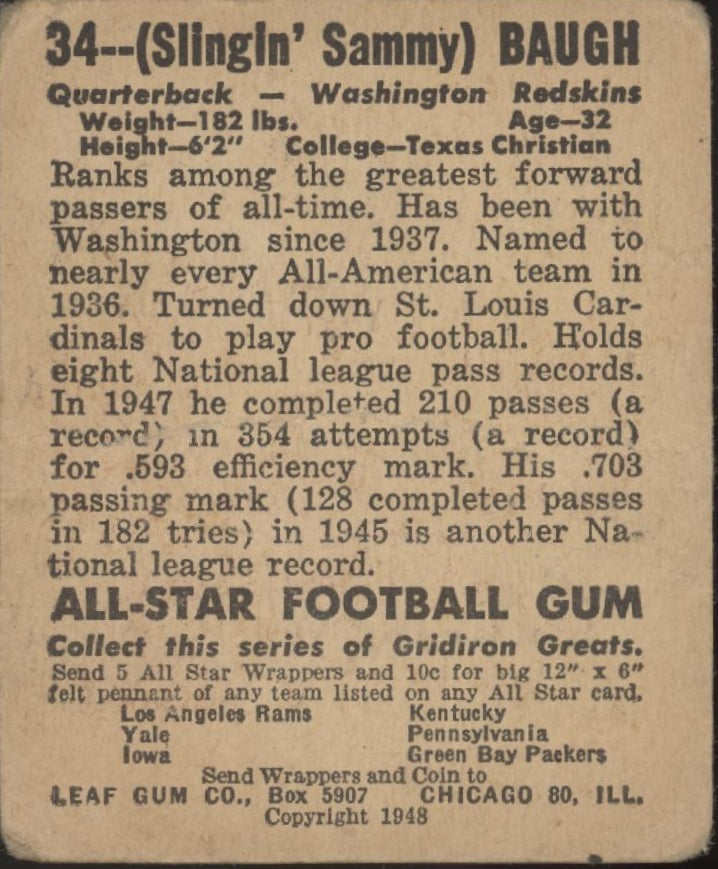 34--(Slingin' Sammy) BAUGH
Quarterback — Washington Redskins
Weight—182 lbs. Age—32
Height—6'2" College—Texas Christian
Ranks among the greatest forward
passers of all-time. Has been with
Washington since 1937. Named to
nearly every All-American team in
1936. Turned down St. Louis Car-
dinals to play pro football. Holds
eight National league pass records.
In 1947 he completed 210 passes (a
record) in 354 attempts (a record)
for .593 efficiency mark. His .703
passing mark (128 completed passes
in 182 tries) in 1945 is another Na-
tional league record.
ALL-STAR FOOTBALL GUM
Collect this series of Gridiron Greats.
Send 5 All Star Wrappers and 10c for big 12" x 6"
felt pennant of any team listed on any All Star card.
Los Angeles Rams Kentucky
Yale Pennsylvania
Iowa Green Bay Packers
Send Wrappers and Coin to
LEAF GUM CO., Box 5907 CHICAGO 80, ILL.
Copyright 1948